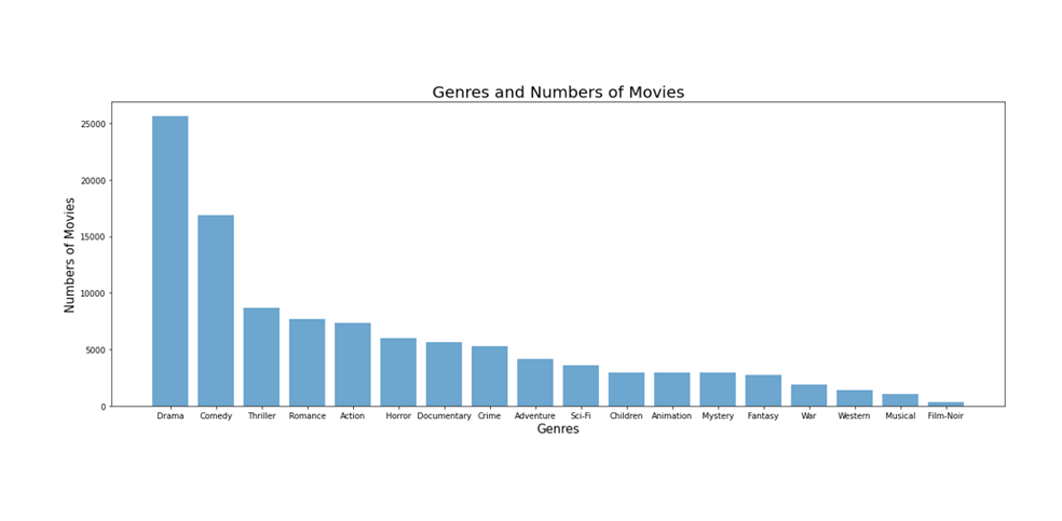 Genres and Numbers of Movies
Numbers of Movies
25000
20000
15000
10000
5000
0
Drama Comedy Thriller Romance Action Horror Documentary Crime Adventure Sci-Fi Children Animation Mystery Fantasy War Western Musical Film-Noir
Genres